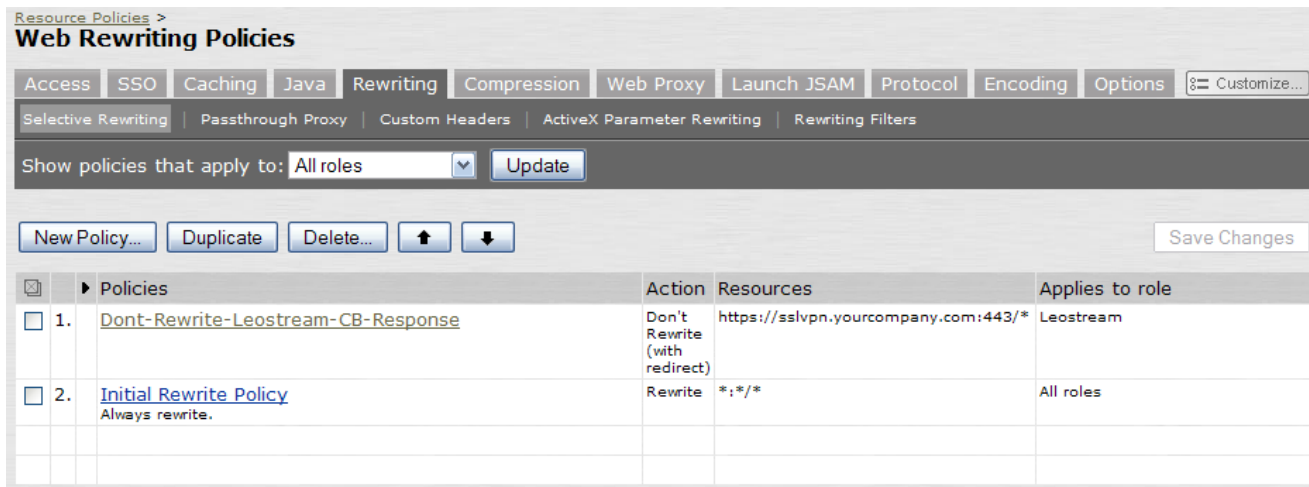 Resource Policies >
Web Rewriting Policies
Access SSO Caching Java Rewriting Compression Web Proxy Launch JSAM Protocol Encoding Options Customize...
Selective Rewriting | Passthrough Proxy | Custom Headers | ActiveX Parameter Rewriting | Rewriting Filters
Show policies that apply to: All roles Update
New Policy... Duplicate Delete... Save Changes
Policies Action Resources Applies to role
1. Dont-Rewrite-Leostream-CB-Response Don't https://sslvpn.yourcompany.com:443/* Leostream
Rewrite
(with
redirect)
2. Initial Rewrite Policy Rewrite *:*/* All roles
Always rewrite.